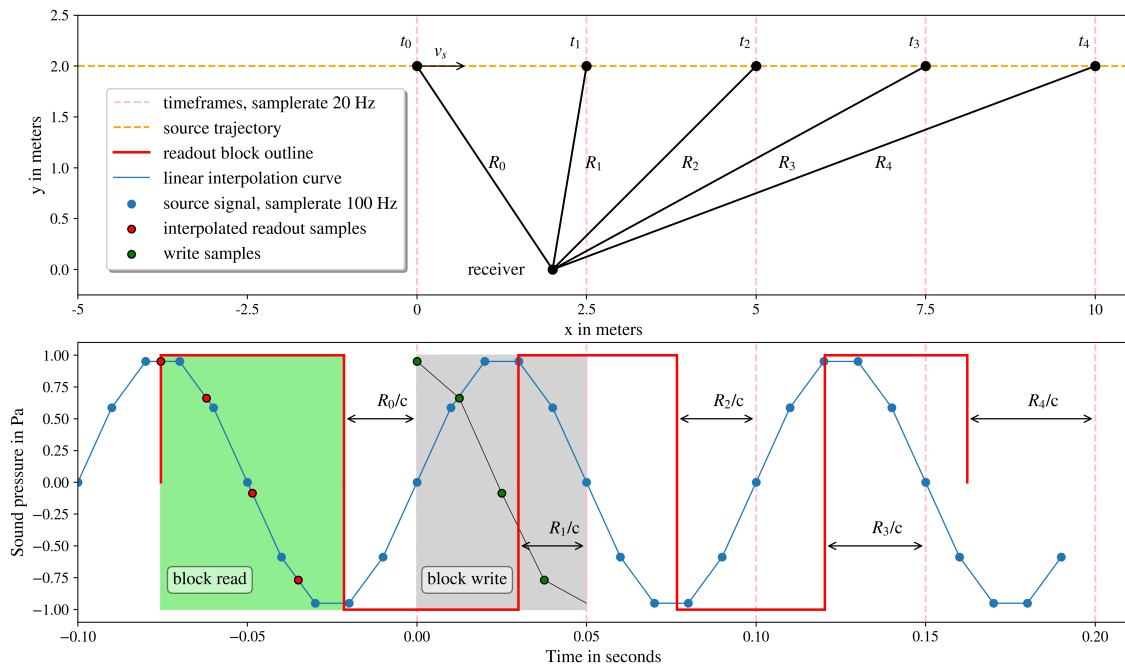 2.5
2.0
1.5
1.0
0.5
0.0
y in meters
t0
t1
t2
t3
t4
vs
timeframes, samplerate 20 Hz
source trajectory
readout block outline
linear interpolation curve
source signal, samplerate 100 Hz
interpolated readout samples
write samples
R0
R1
R2
R3
R4
receiver
-5
-2.5
0
2.5
5
7.5
10
x in meters
1.00
0.75
0.50
0.25
0.00
−0.25
−0.50
−0.75
−1.00
Sound pressure in Pa
R0/c
R2/c
R4/c
R1/c
R3/c
block read
block write
−0.10
−0.05
0.00
0.05
0.10
0.15
0.20
Time in seconds